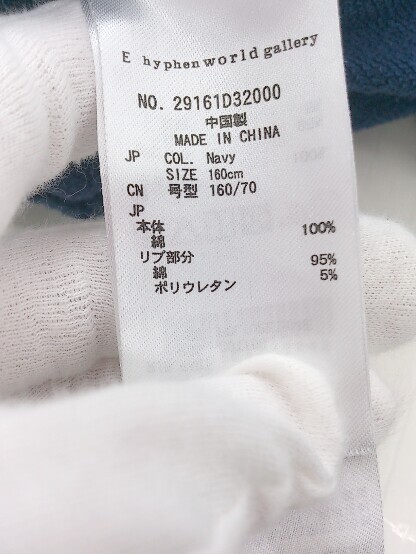 E hyphen world gallery
NO. 29161D32000
中国製
MADE IN CHINA
JP COL. Navy
SIZE 160cm
CN 号型 160/70
JP
本体
綿 100%
リブ部分
綿 95%
ポリウレタン 5%